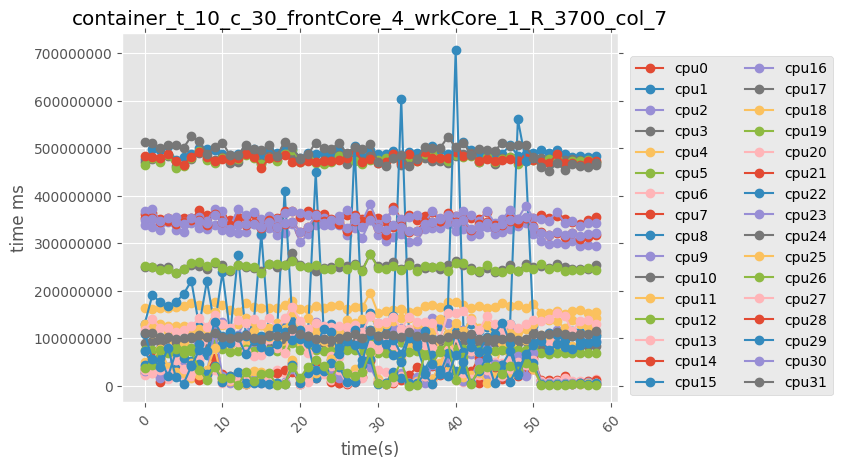 container_t_10_c_30_frontCore_4_wrkCore_1_R_3700_col_7
time ms
700000000
600000000
500000000
400000000
300000000
200000000
100000000
0
0
10
20
30
40
50
60
time(s)
cpu0
cpu1
cpu2
cpu3
cpu4
cpu5
cpu6
cpu7
cpu8
cpu9
cpu10
cpu11
cpu12
cpu13
cpu14
cpu15
cpu16
cpu17
cpu18
cpu19
cpu20
cpu21
cpu22
cpu23
cpu24
cpu25
cpu26
cpu27
cpu28
cpu29
cpu30
cpu31